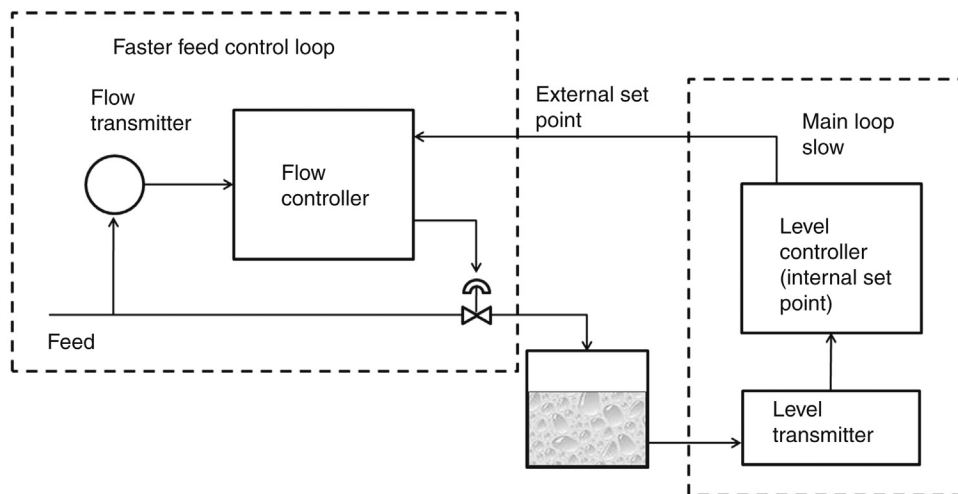 Faster feed control loop
Flow
transmitter
Flow
controller
Feed
External set
point
Main loop
slow
Level
controller
(internal set
point)
Level
transmitter